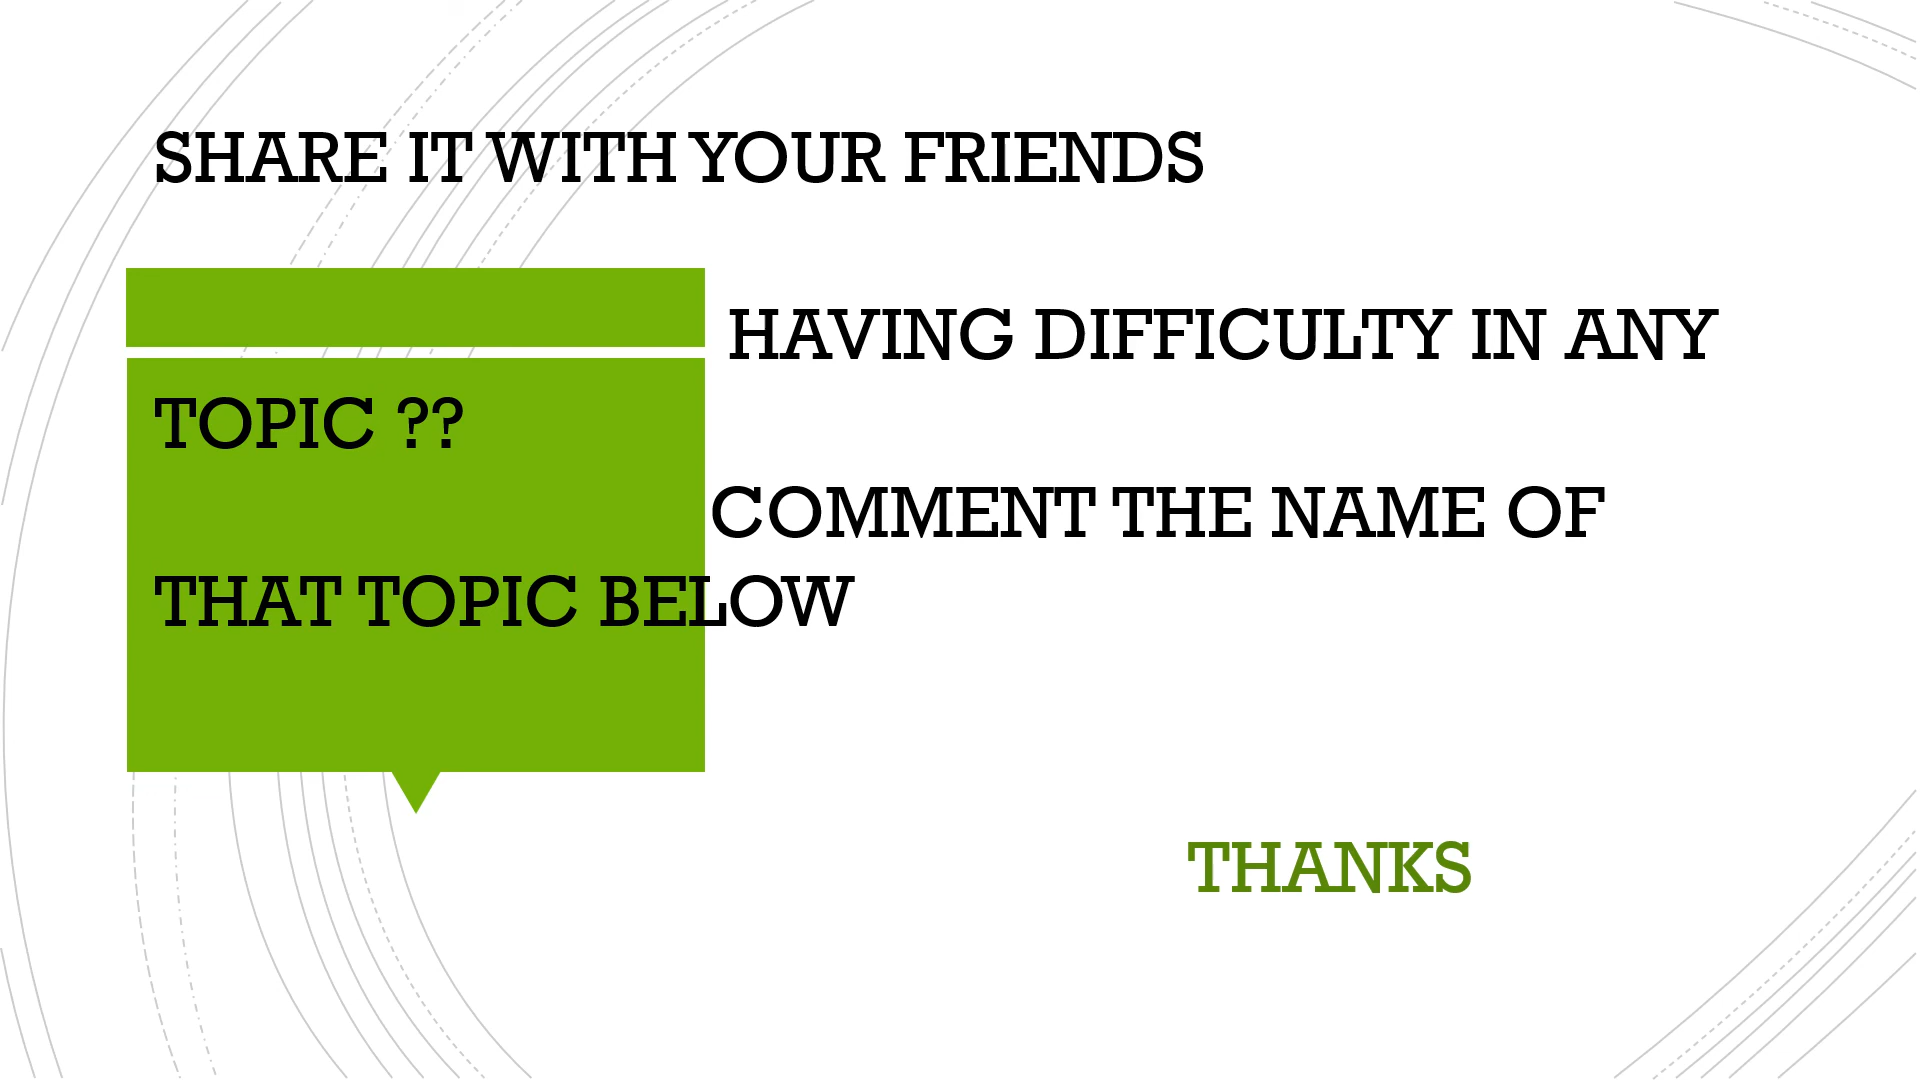 SHARE IT WITH YOUR FRIENDS
HAVING DIFFICULTY IN ANY
TOPIC ??
COMMENT THE NAME OF
THAT TOPIC BELOW
THANKS